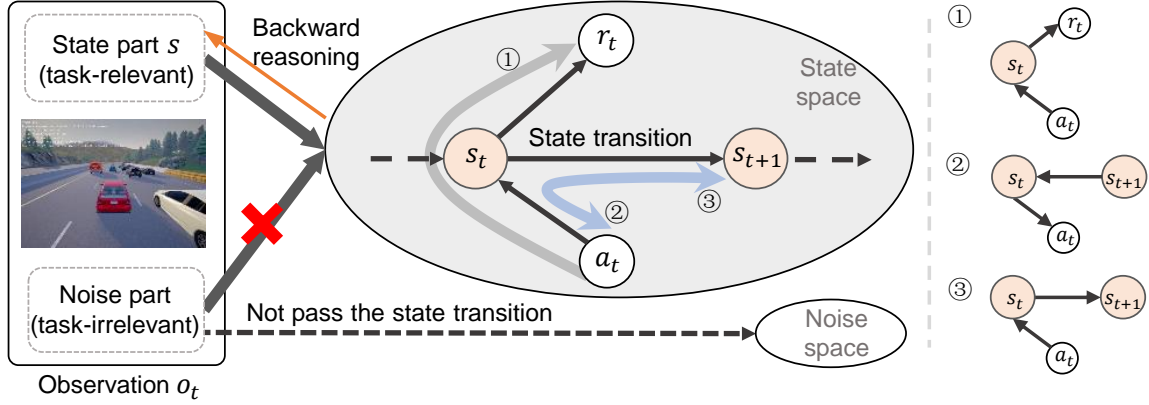 State part s
(task-relevant)
Noise part
(task-irrelevant)
Observation o_t
Backward
reasoning
①
r_t
State
space
s_t
State transition
s_{t+1}
②
③
a_t
Not pass the state transition
Noise
space
①
r_t
s_t
a_t
②
s_t
s_{t+1}
a_t
③
s_t
s_{t+1}
a_t